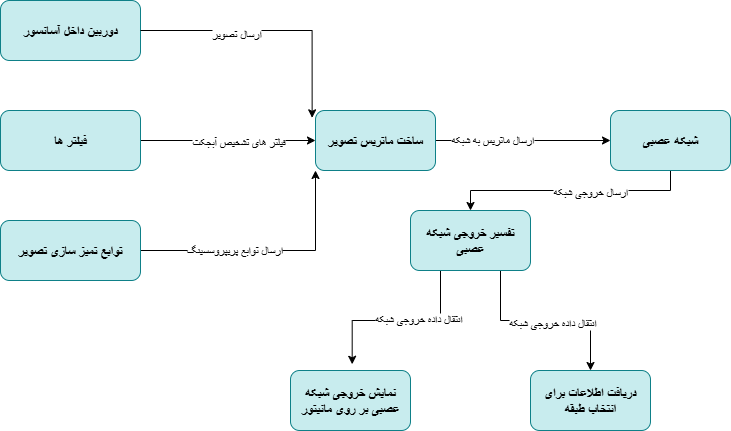 دوربین داخل آسانسور
ارسال تصویر
فیلتر ها
فیلتر های تشخیص آبجکت
ساخت ماتریس تصویر
ارسال ماتریس به شبکه
شبکه عصبی
ارسال خروجی شبکه
توابع تمیز سازی تصویر
ارسال توابع پریپروسسینگ
تفسیر خروجی شبکه
عصبی
انتقال داده خروجی شبکه
انتقال داده خروجی شبکه
نمایش خروجی شبکه
عصبی بر روی مانیتور
دریافت اطلاعات برای
انتخاب طبقه